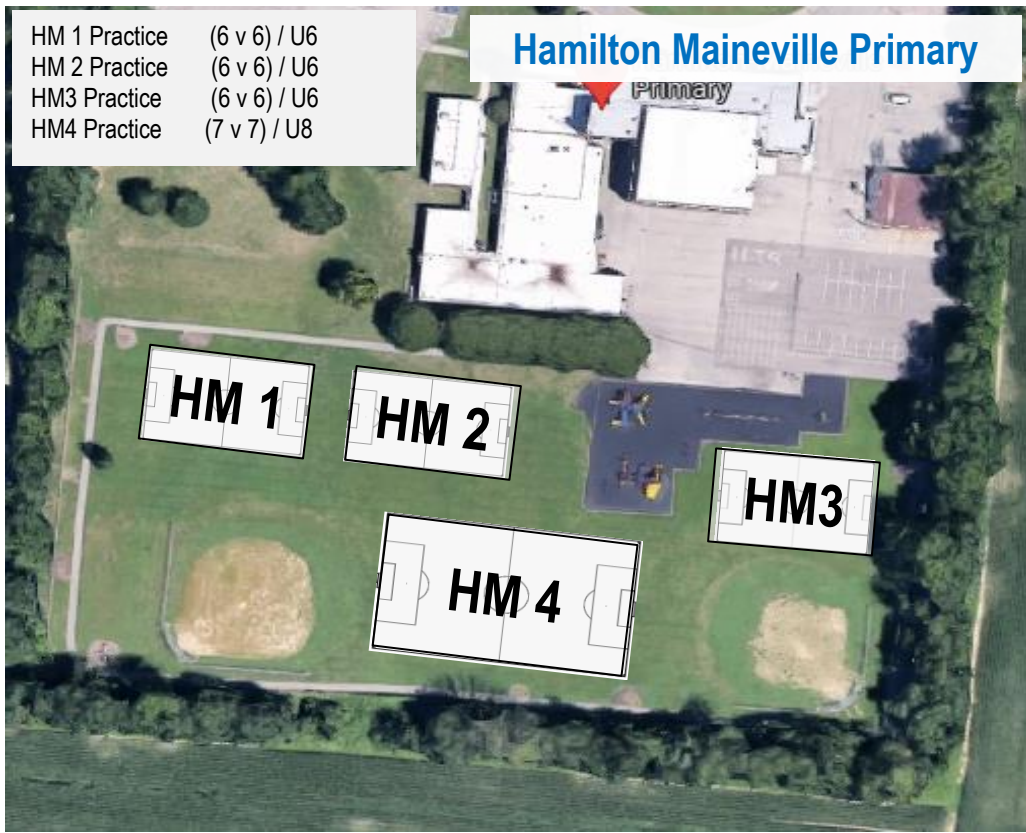 HM 1 Practice (6 v 6) / U6
HM 2 Practice (6 v 6) / U6
HM3 Practice (6 v 6) / U6
HM4 Practice (7 v 7) / U8
Hamilton Maineville Primary
Primary
HM 1
HM 2
HM3
HM 4